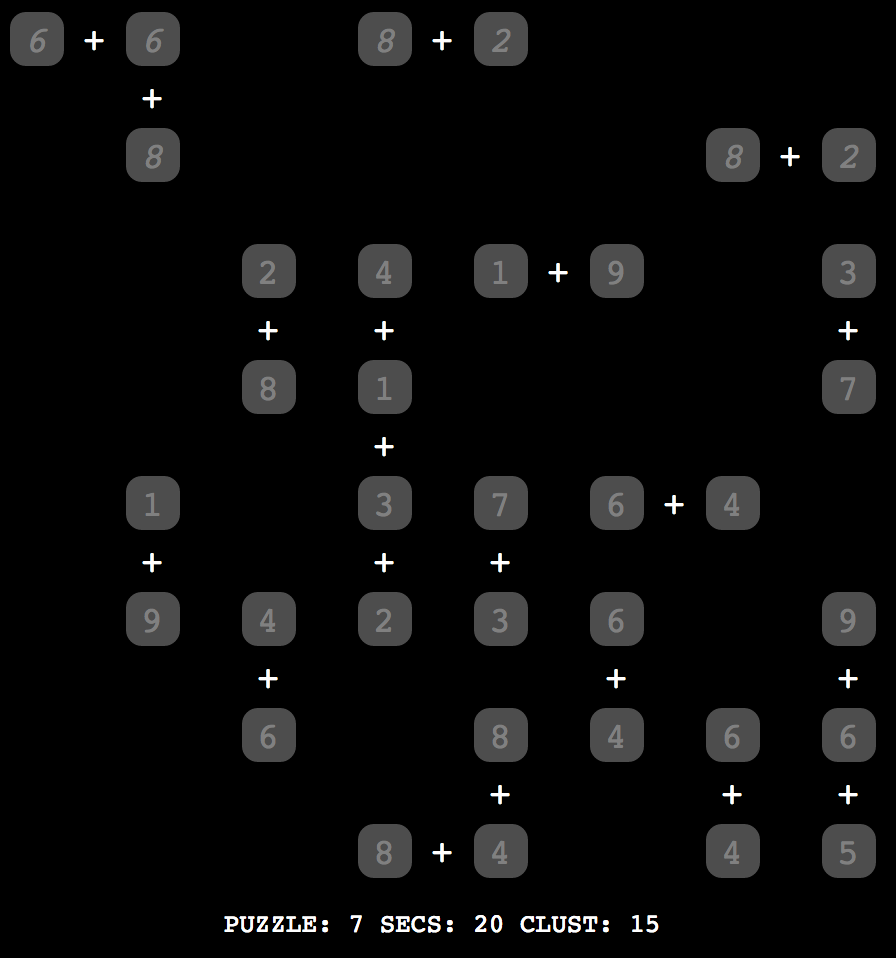 6 + 6 8 + 2
+
8 8 + 2
2 4 1 + 9 3
+ + +
8 1 7
+
1 3 7 6 + 4
+ + +
9 4 2 3 6 9
+ + +
6 8 4 6 6
+ + +
8 + 4 4 5
PUZZLE: 7 SECS: 20 CLUST: 15